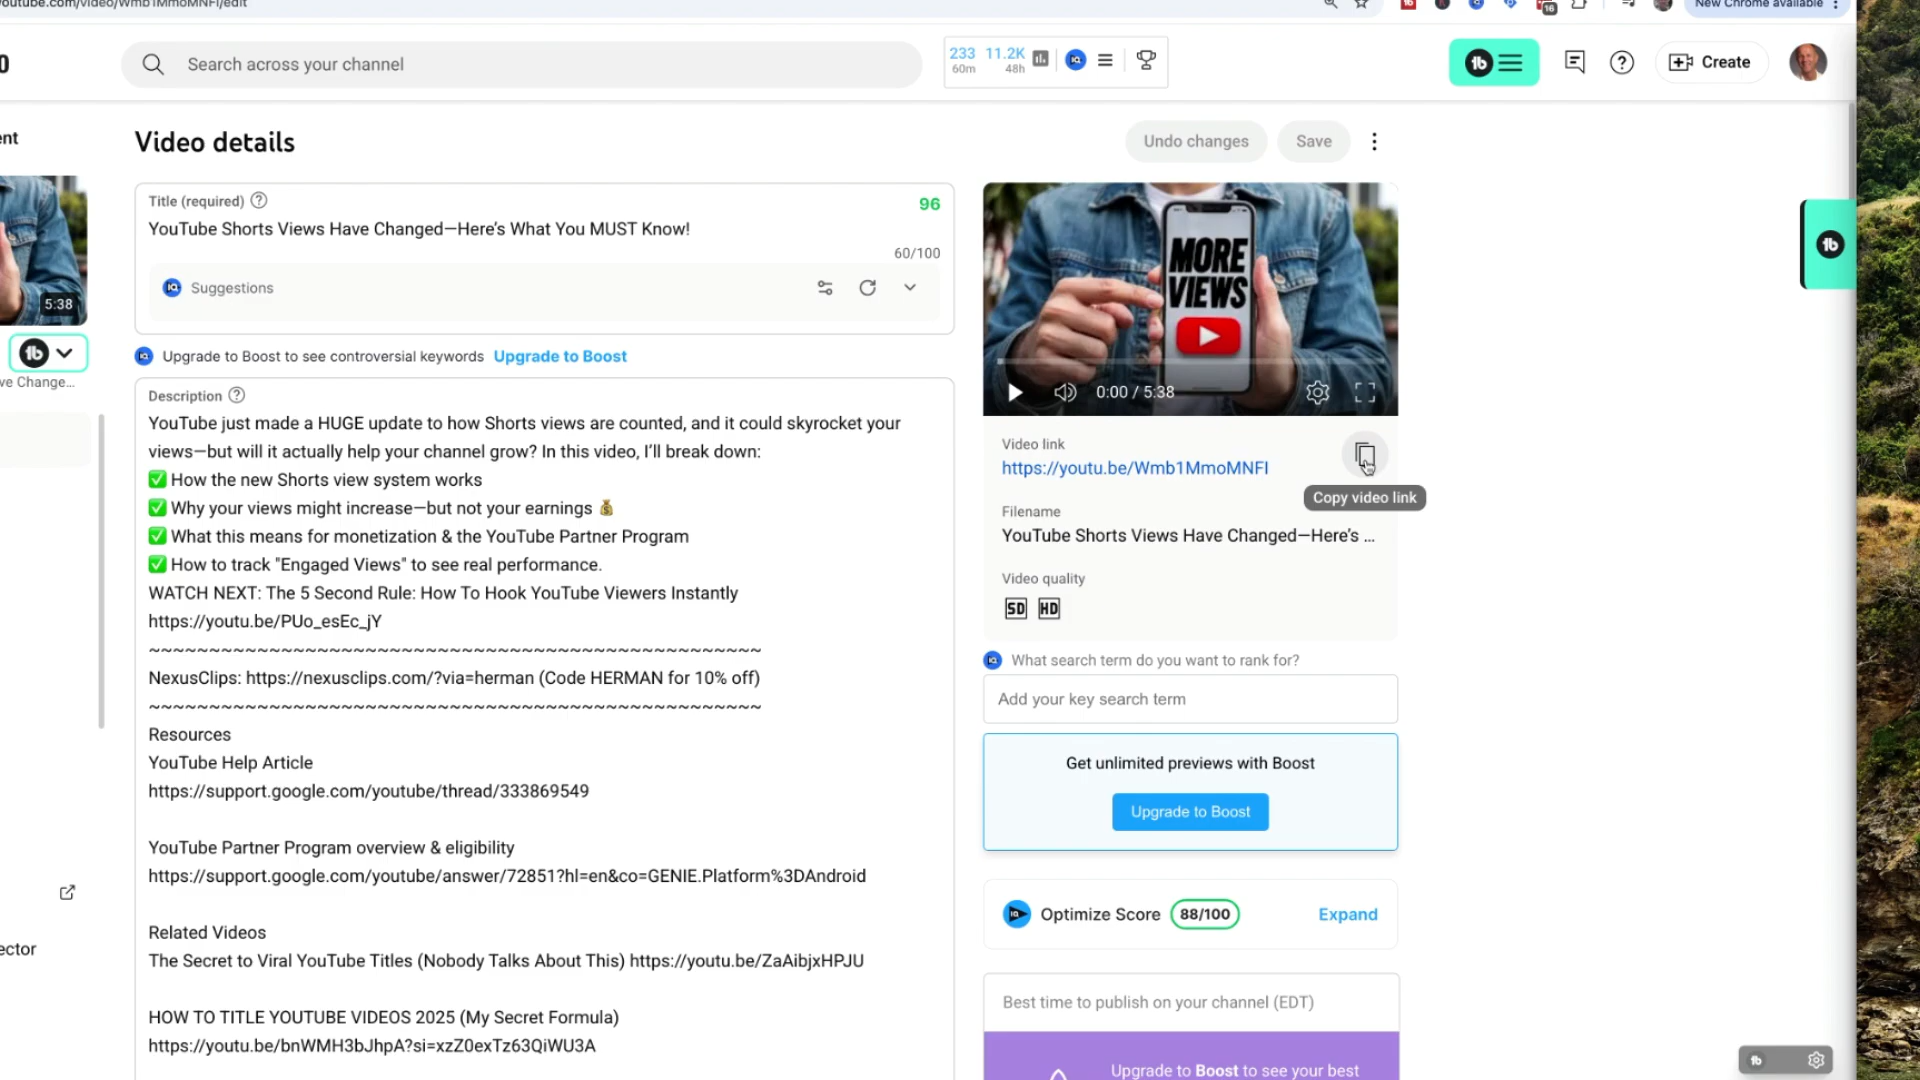 outube.com/video/Wmb1MmoMNFI/edit
New Chrome available
16
Search across your channel
233 11.2K
60m 48h
Create
ent
Video details
Undo changes
Save
Title (required)
96
YouTube Shorts Views Have Changed—Here’s What You MUST Know!
60/100
Suggestions
5:38
ve Change...
Upgrade to Boost to see controversial keywords Upgrade to Boost
Description
YouTube just made a HUGE update to how Shorts views are counted, and it could skyrocket your
views—but will it actually help your channel grow? In this video, I’ll break down:
✅ How the new Shorts view system works
✅ Why your views might increase—but not your earnings 💰
✅ What this means for monetization & the YouTube Partner Program
✅ How to track "Engaged Views" to see real performance.
WATCH NEXT: The 5 Second Rule: How To Hook YouTube Viewers Instantly
https://youtu.be/PUo_esEc_jY
~~~~~~~~~~~~~~~~~~~~~~~~~~~~~~~~~~~~~~~~~~~~~~~~~~~
NexusClips: https://nexusclips.com/?via=herman (Code HERMAN for 10% off)
~~~~~~~~~~~~~~~~~~~~~~~~~~~~~~~~~~~~~~~~~~~~~~~~~~~
Resources
YouTube Help Article
https://support.google.com/youtube/thread/333869549
YouTube Partner Program overview & eligibility
https://support.google.com/youtube/answer/72851?hl=en&co=GENIE.Platform%3DAndroid
Related Videos
The Secret to Viral YouTube Titles (Nobody Talks About This) https://youtu.be/ZaAibjxHPJU
HOW TO TITLE YOUTUBE VIDEOS 2025 (My Secret Formula)
https://youtu.be/bnWMH3bJhpA?si=xzZ0exTz63QiWU3A
ector
MORE
VIEWS
0:00 / 5:38
Video link
https://youtu.be/Wmb1MmoMNFI
Copy video link
Filename
YouTube Shorts Views Have Changed—Here’s ...
Video quality
SD HD
What search term do you want to rank for?
Add your key search term
Get unlimited previews with Boost
Upgrade to Boost
Optimize Score 88/100
Expand
Best time to publish on your channel (EDT)
Upgrade to Boost to see your best